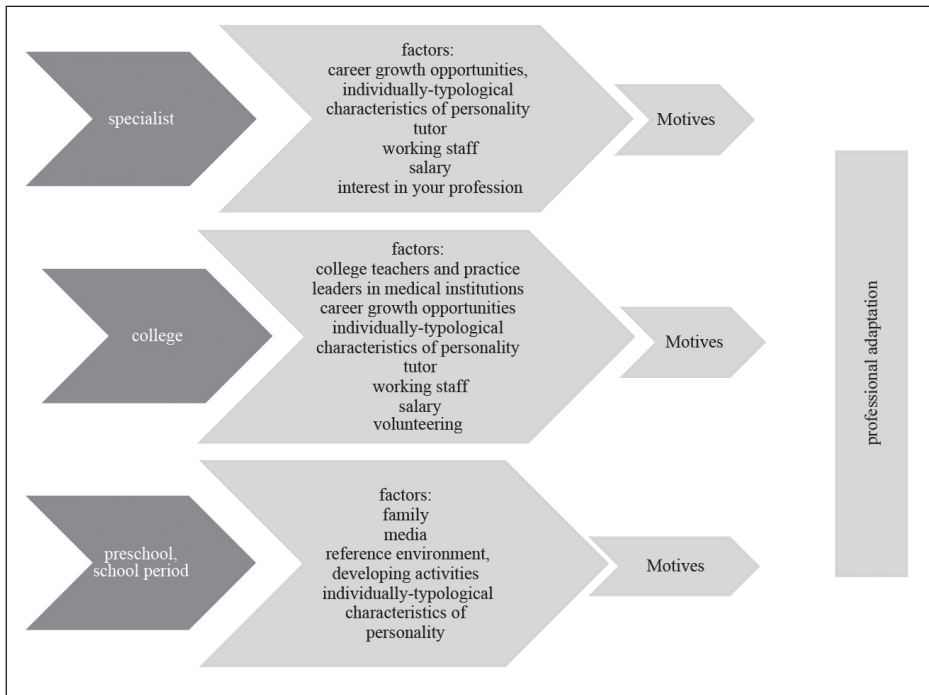 specialist
factors:
career growth opportunities,
individually-typological
characteristics of personality
tutor
working staff
salary
interest in your profession
Motives
college
factors:
college teachers and practice
leaders in medical institutions
career growth opportunities
individually-typological
characteristics of personality
tutor
working staff
salary
volunteering
Motives
preschool,
school period
factors:
family
media
reference environment,
developing activities
individually-typological
characteristics of
personality
Motives
professional adaptation